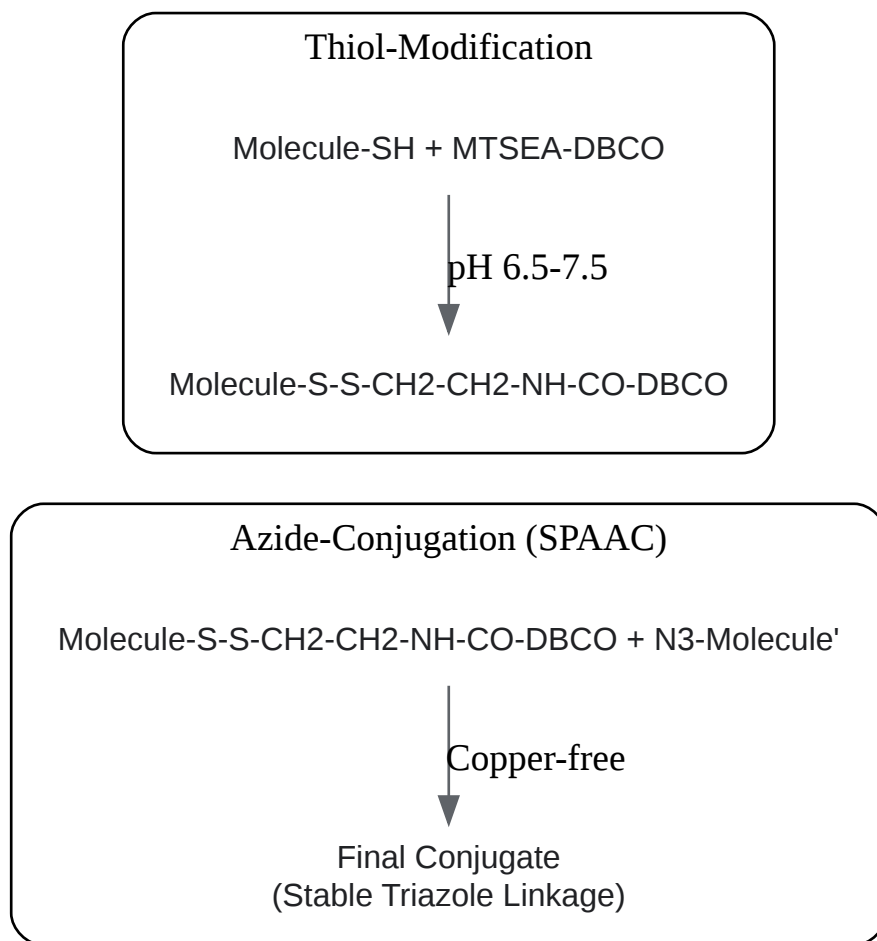 Thiol-Modification
Molecule-SH + MTSEA-DBCO
pH 6.5-7.5
Molecule-S-S-CH2-CH2-NH-CO-DBCO
Azide-Conjugation (SPAAC)
Molecule-S-S-CH2-CH2-NH-CO-DBCO + N3-Molecule'
Copper-free
Final Conjugate
(Stable Triazole Linkage)